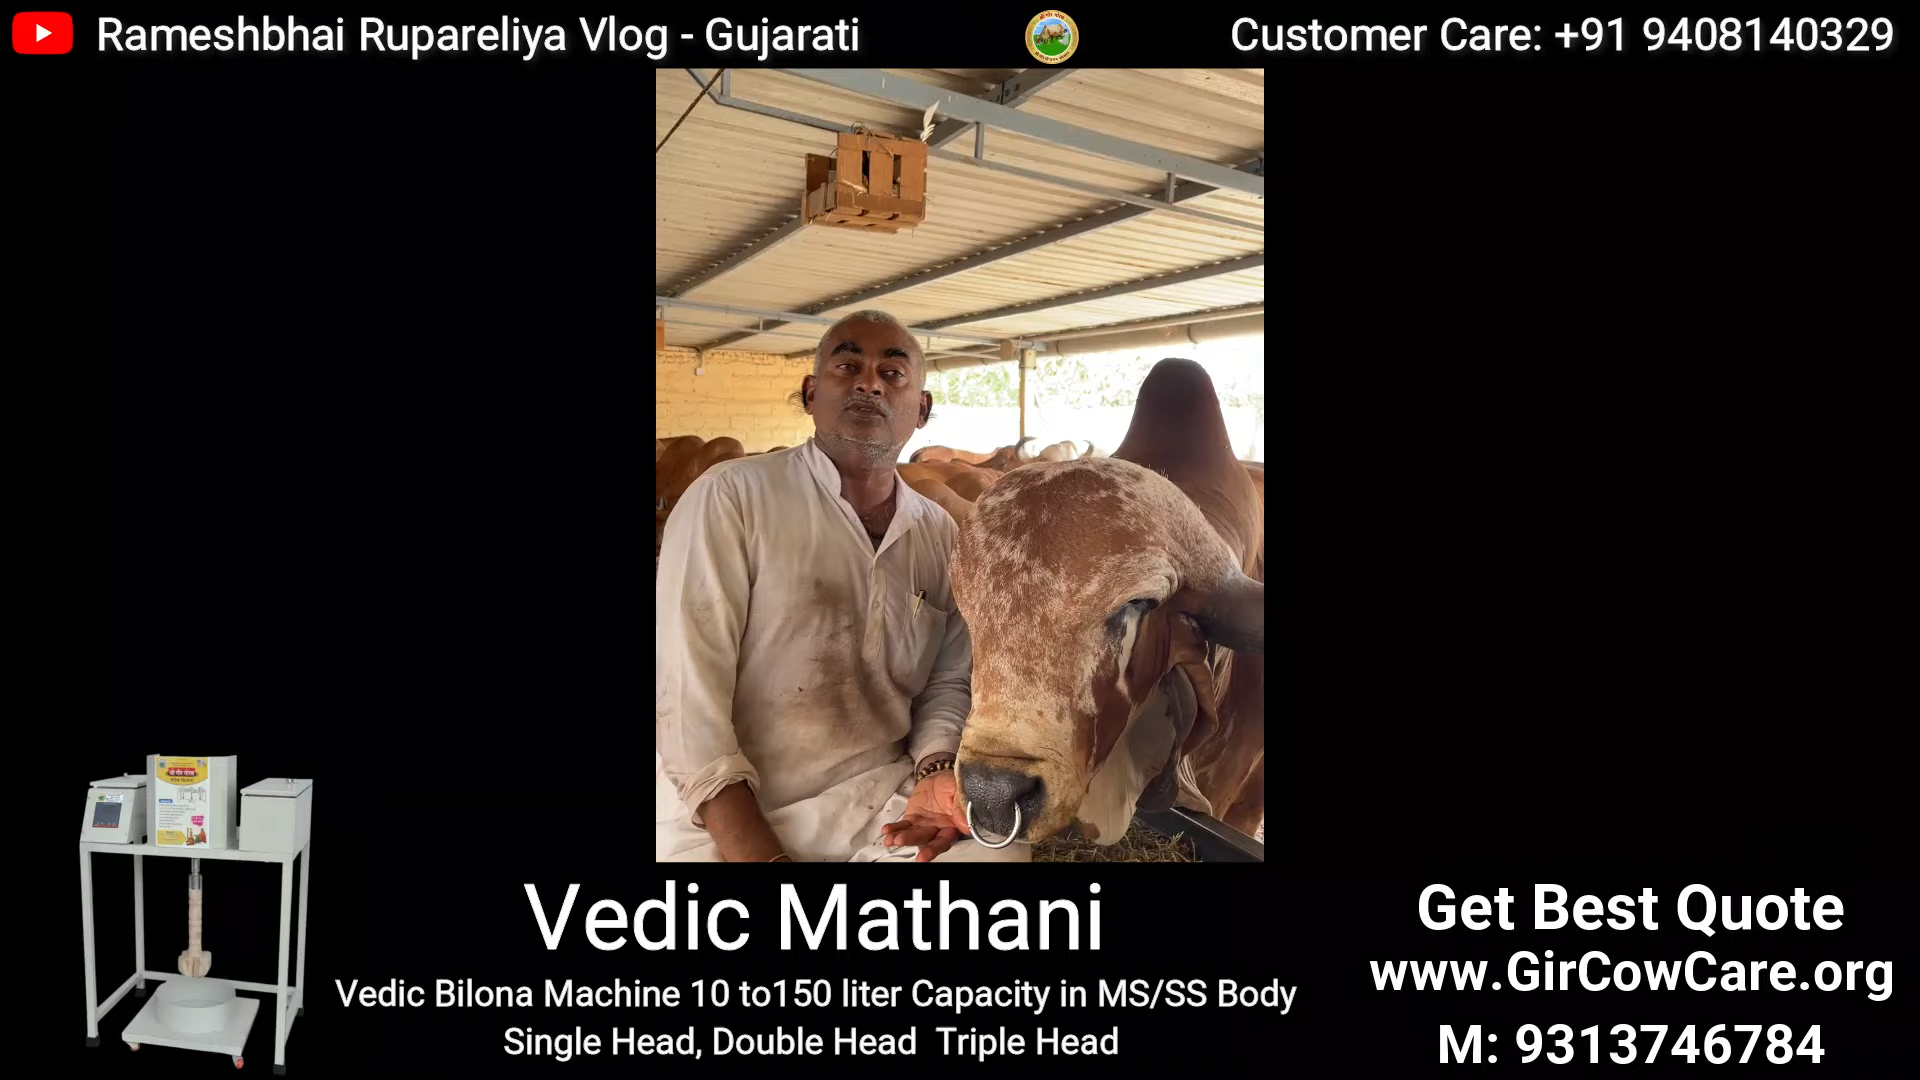 Rameshbhai Rupareliya Vlog - Gujarati
Customer Care: +91 9408140329
Vedic Mathani
Vedic Bilona Machine 10 to150 liter Capacity in MS/SS Body
Single Head, Double Head Triple Head
Get Best Quote
www.GirCowCare.org
M: 9313746784